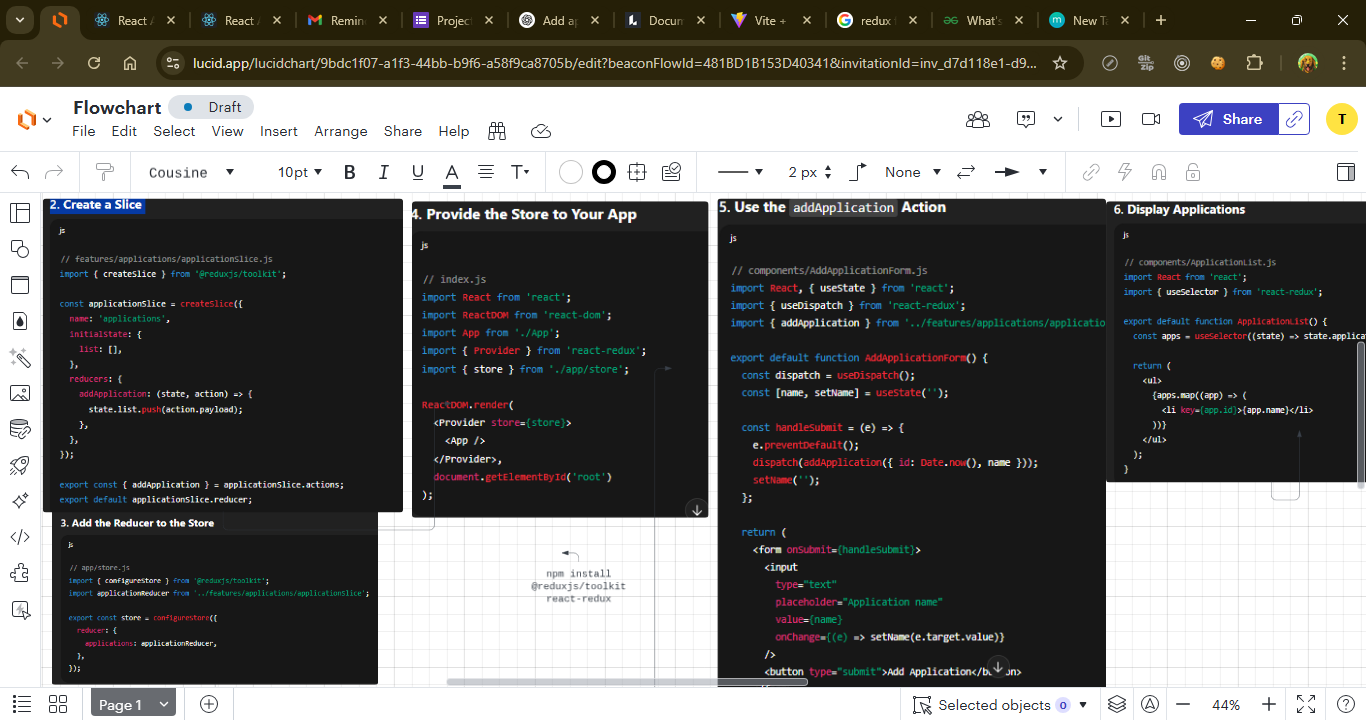 React A
React A
Remin
Projec
Add ap
Docum
Vite +
redux
What's
New Ta
lucid.app/lucidchart/9bdc1f07-a1f3-44bb-b9f6-a58f9ca8705b/edit?beaconFlowId=481BD1B153D40341&invitationId=inv_d7d118e1-d9...
Git
Zip
Flowchart
Draft
File Edit Select View Insert Arrange Share Help
Share
T
Cousine
10pt
B I U A T
2 px
None
2. Create a Slice
js
// features/applications/applicationSlice.js
import { createSlice } from '@reduxjs/toolkit';
const applicationSlice = createSlice({
name: 'applications',
initialState: {
list: [],
},
reducers: {
addApplication: (state, action) => {
state.list.push(action.payload);
},
},
});
export const { addApplication } = applicationSlice.actions;
export default applicationSlice.reducer;
3. Add the Reducer to the Store
js
// app/store.js
import { configureStore } from '@reduxjs/toolkit';
import applicationReducer from '../features/applications/applicationSlice';
export const store = configureStore({
reducer: {
applications: applicationReducer,
},
});
4. Provide the Store to Your App
js
// index.js
import React from 'react';
import ReactDOM from 'react-dom';
import App from './App';
import { Provider } from 'react-redux';
import { store } from './app/store';
ReactDOM.render(
<Provider store={store}>
<App />
</Provider>,
document.getElementById('root')
);
npm install
@reduxjs/toolkit
react-redux
5. Use the addApplication Action
js
// components/AddApplicationForm.js
import React, { useState } from 'react';
import { useDispatch } from 'react-redux';
import { addApplication } from '../features/applications/applicatio
export default function AddApplicationForm() {
const dispatch = useDispatch();
const [name, setName] = useState('');
const handleSubmit = (e) => {
e.preventDefault();
dispatch(addApplication({ id: Date.now(), name }));
setName('');
};
return (
<form onSubmit={handleSubmit}>
<input
type="text"
placeholder="Application name"
value={name}
onChange={(e) => setName(e.target.value)}
/>
<button type="submit">Add Application</button>
6. Display Applications
js
// components/ApplicationList.js
import React from 'react';
import { useSelector } from 'react-redux';
export default function ApplicationList() {
const apps = useSelector((state) => state.applica
return (
<ul>
{apps.map((app) => (
<li key={app.id}>{app.name}</li>
))}
</ul>
);
}
Page 1
Selected objects 0
44%